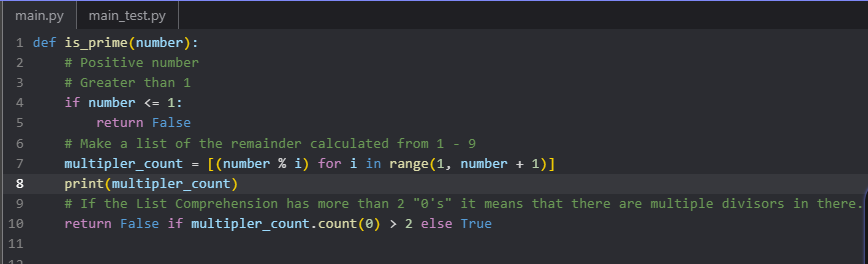 main.py main_test.py
1 def is_prime(number):
2 # Positive number
3 # Greater than 1
4 if number <= 1:
5 return False
6 # Make a list of the remainder calculated from 1 - 9
7 multipler_count = [(number % i) for i in range(1, number + 1)]
8 print(multipler_count)
9 # If the List Comprehension has more than 2 "0's" it means that there are multiple divisors in there.
10 return False if multipler_count.count(0) > 2 else True
11
12